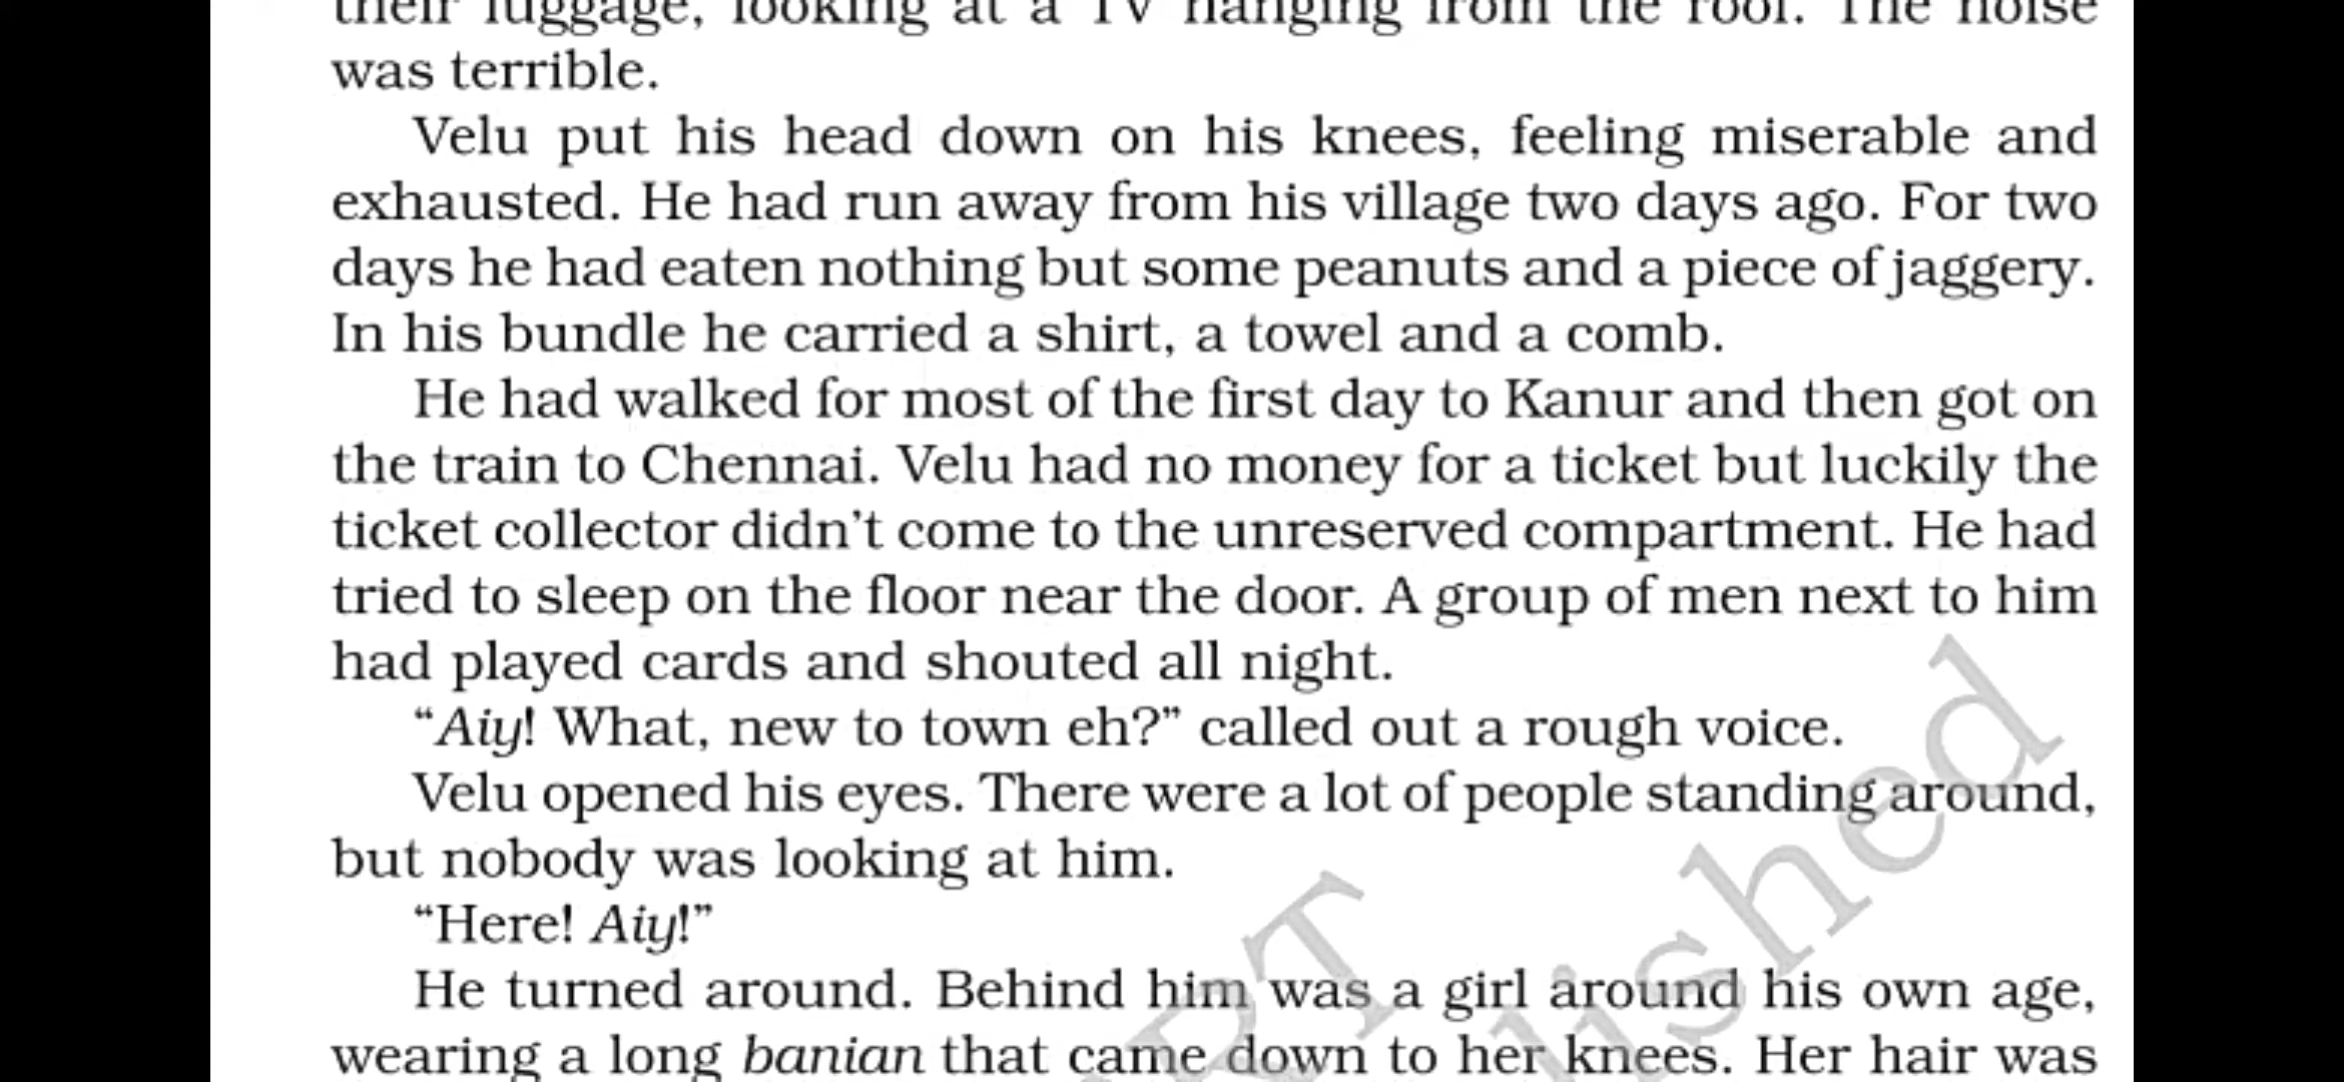 their luggage, looking at a TV hanging from the roof. The noise
was terrible.
Velu put his head down on his knees, feeling miserable and
exhausted. He had run away from his village two days ago. For two
days he had eaten nothing but some peanuts and a piece of jaggery.
In his bundle he carried a shirt, a towel and a comb.
He had walked for most of the first day to Kanur and then got on
the train to Chennai. Velu had no money for a ticket but luckily the
ticket collector didn’t come to the unreserved compartment. He had
tried to sleep on the floor near the door. A group of men next to him
had played cards and shouted all night.
“Aiy! What, new to town eh?” called out a rough voice.
Velu opened his eyes. There were a lot of people standing around,
but nobody was looking at him.
“Here! Aiy!”
He turned around. Behind him was a girl around his own age,
wearing a long banian that came down to her knees. Her hair was